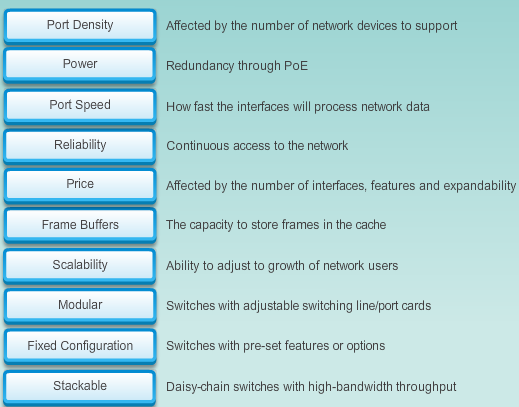 Port Density Affected by the number of network devices to support
Power Redundancy through PoE
Port Speed How fast the interfaces will process network data
Reliability Continuous access to the network
Price Affected by the number of interfaces, features and expandability
Frame Buffers The capacity to store frames in the cache
Scalability Ability to adjust to growth of network users
Modular Switches with adjustable switching line/port cards
Fixed Configuration Switches with pre-set features or options
Stackable Daisy-chain switches with high-bandwidth throughput